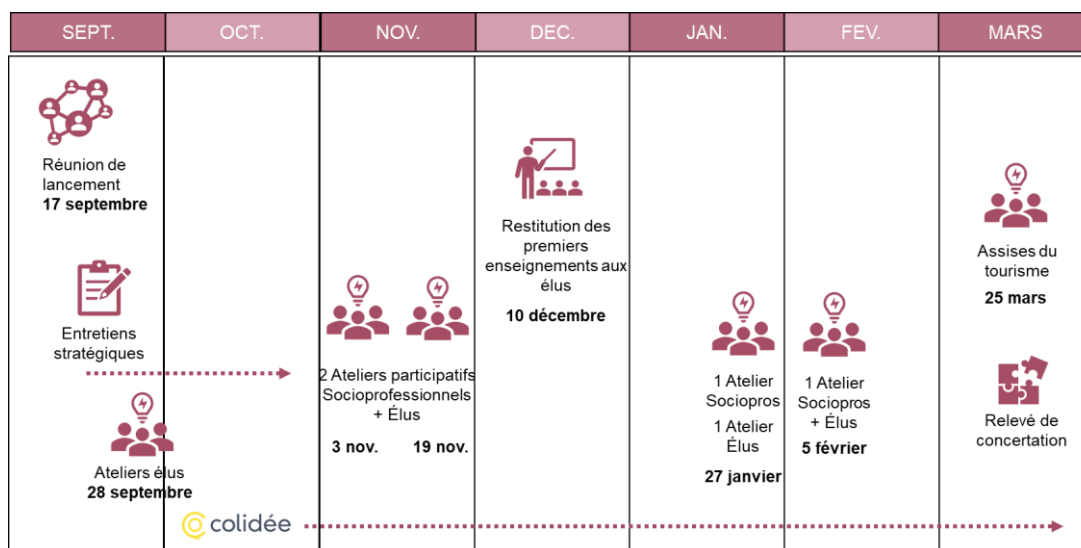 SEPT.
OCT.
NOV.
DEC.
JAN.
FEV.
MARS
Réunion de
lancement
17 septembre
Entretiens
stratégiques
Ateliers élus
28 septembre
colidée
2 Ateliers participatifs
Socioprofessionnels
+ Élus
3 nov.
19 nov.
Restitution des
premiers
enseignements aux
élus
10 décembre
1 Atelier
Sociopros
1 Atelier
Élus
27 janvier
1 Atelier
Sociopros
+ Élus
5 février
Assises du
tourisme
25 mars
Relevé de
concertation